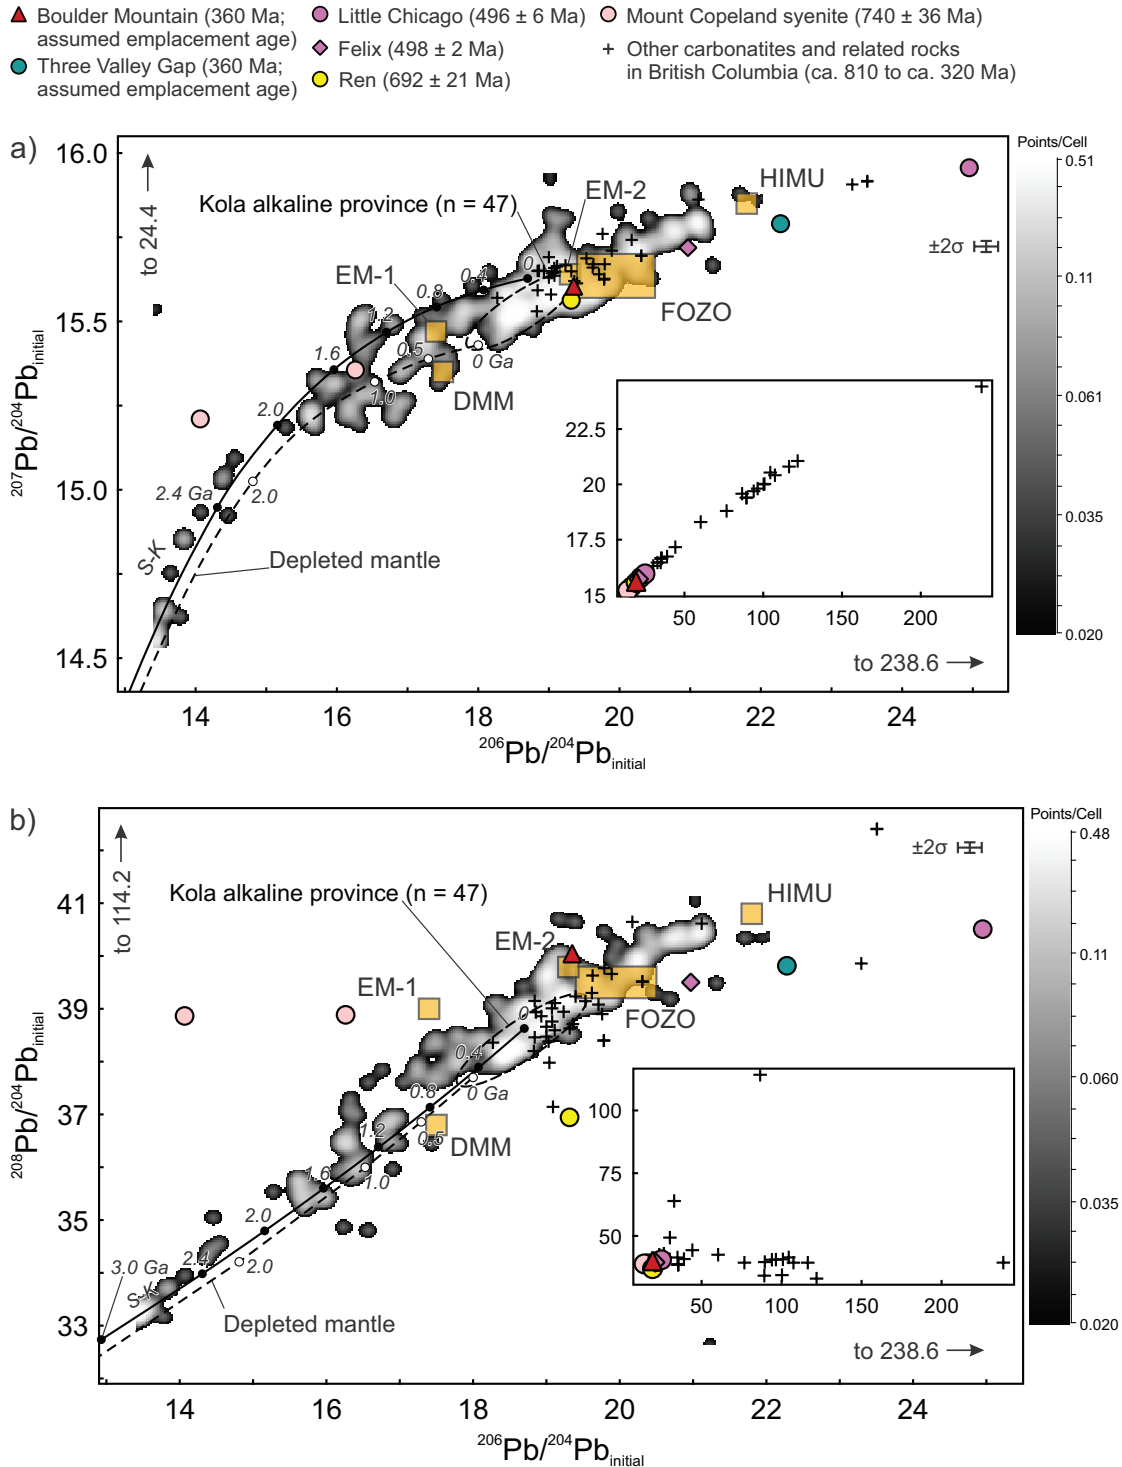 Boulder Mountain (360 Ma;
assumed emplacement age)
Three Valley Gap (360 Ma;
assumed emplacement age)
Little Chicago (496 ± 6 Ma)
Felix (498 ± 2 Ma)
Ren (692 ± 21 Ma)
Mount Copeland syenite (740 ± 36 Ma)
+ Other carbonatites and related rocks
in British Columbia (ca. 810 to ca. 320 Ma)
a)
16.0
15.5
15.0
14.5
207Pb/204Pb initial
to 24.4
Kola alkaline province (n = 47)
EM-2
HIMU
EM-1
FOZO
DMM
±2σ
0
0.4
0.8
1.2
1.6
2.0
2.4 Ga
S-K
0 Ga
0.5
1.0
2.0
Depleted mantle
22.5
20
17.5
15
50
100
150
200
to 238.6
14
16
18
20
22
24
206Pb/204Pb initial
Points/Cell
0.51
0.11
0.061
0.035
0.020
b)
41
39
37
35
33
208Pb/204Pb initial
to 114.2
Kola alkaline province (n = 47)
EM-2
HIMU
EM-1
FOZO
DMM
±2σ
0
0.4
0.8
1.2
1.6
2.0
2.4
3.0 Ga
S-K
0 Ga
0.5
1.0
2.0
Depleted mantle
100
75
50
50
100
150
200
to 238.6
14
16
18
20
22
24
206Pb/204Pb initial
Points/Cell
0.48
0.11
0.060
0.035
0.020